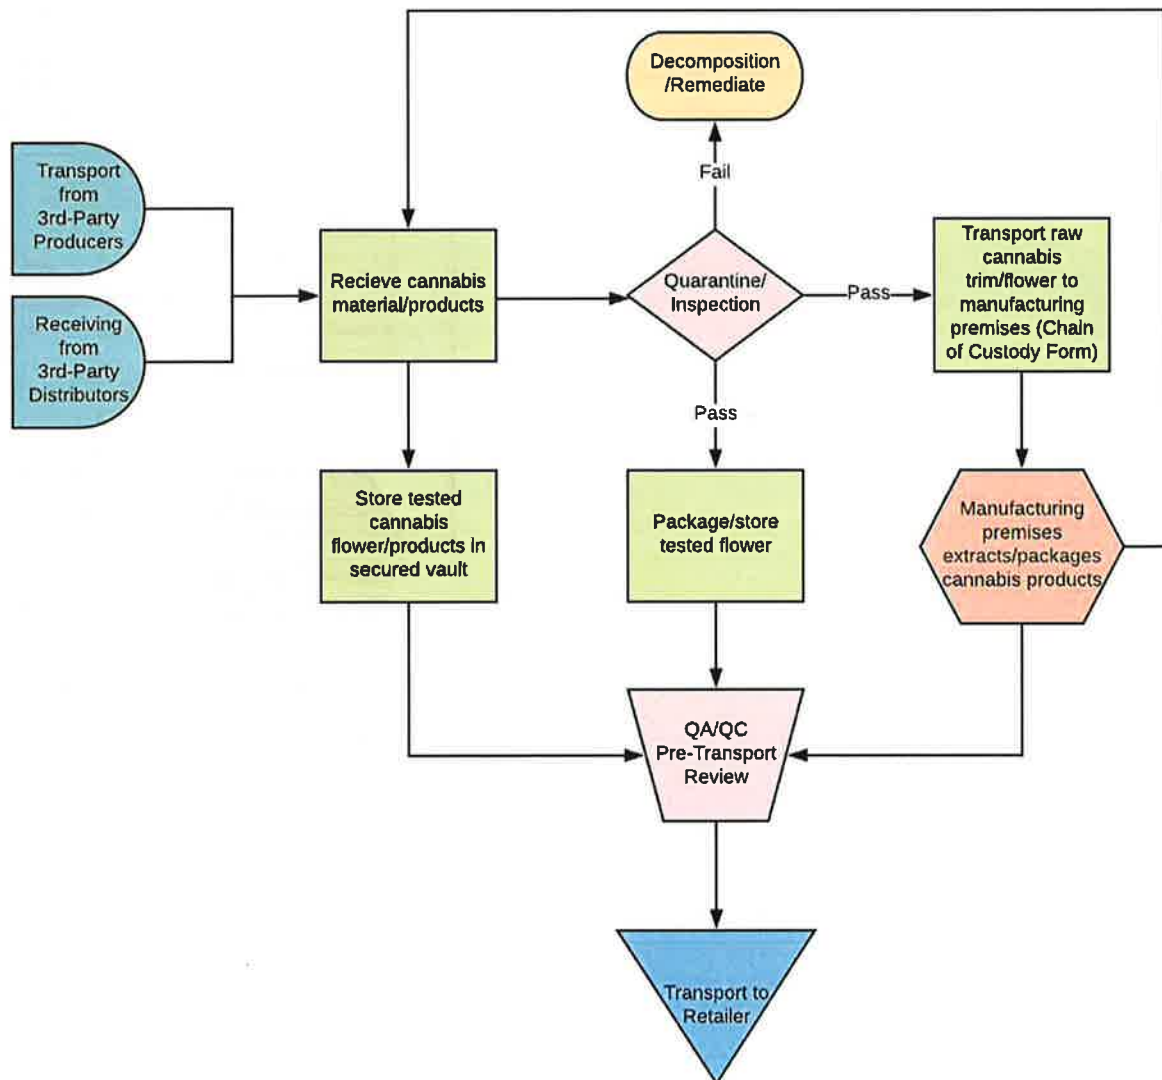 Decomposition
/Remediate
Fail
Transport
from
3rd-Party
Producers
Receiving
from
3rd-Party
Distributors
Recieve cannabis
material/products
Quarantine/
Inspection
Pass
Transport raw
cannabis
trim/flower to
manufacturing
premises (Chain
of Custody Form)
Pass
Store tested
cannabis
flower/products in
secured vault
Package/store
tested flower
Manufacturing
premises
extracts/packages
cannabis products
QA/QC
Pre-Transport
Review
Transport to
Retailer